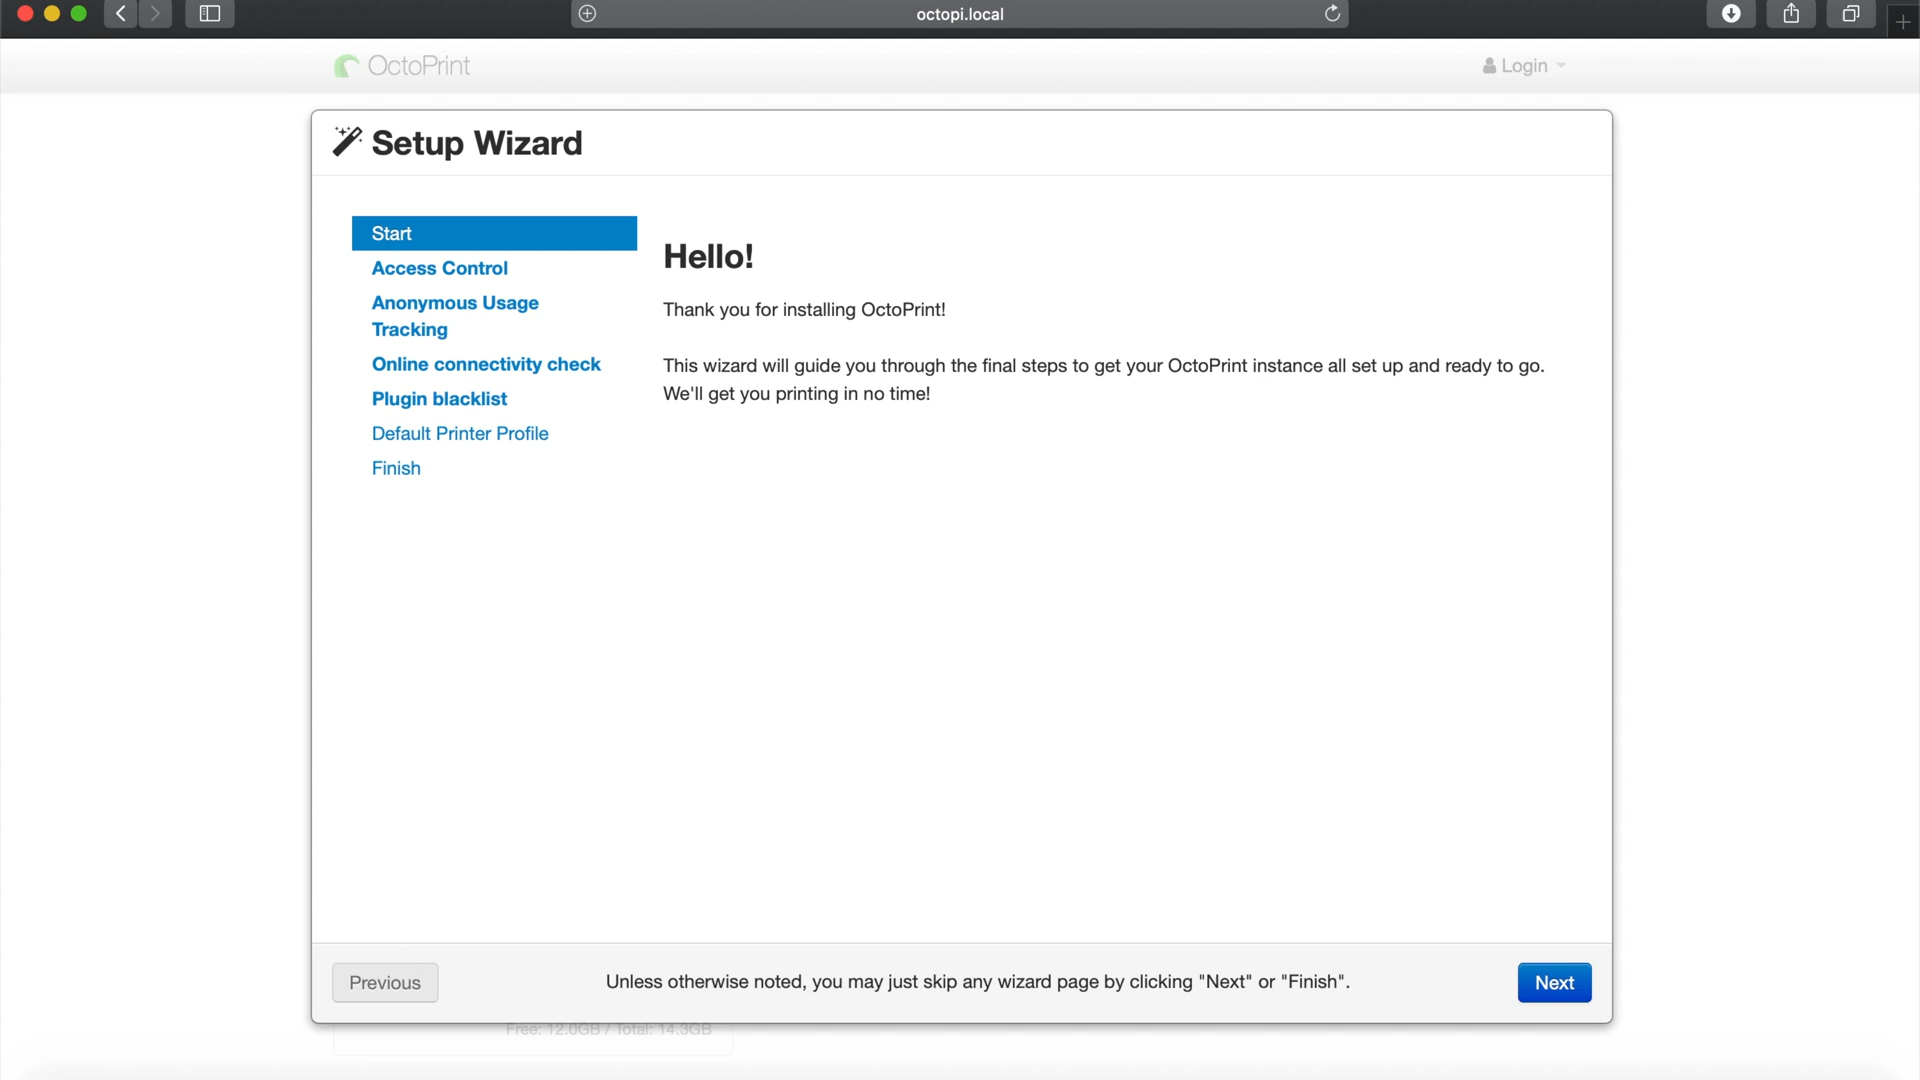 octopi.local
OctoPrint
Login
Setup Wizard
Start
Access Control
Anonymous Usage
Tracking
Online connectivity check
Plugin blacklist
Default Printer Profile
Finish
Hello!
Thank you for installing OctoPrint!
This wizard will guide you through the final steps to get your OctoPrint instance all set up and ready to go.
We'll get you printing in no time!
Previous
Unless otherwise noted, you may just skip any wizard page by clicking "Next" or "Finish".
Next
Free: 12.0GB / Total: 14.3GB